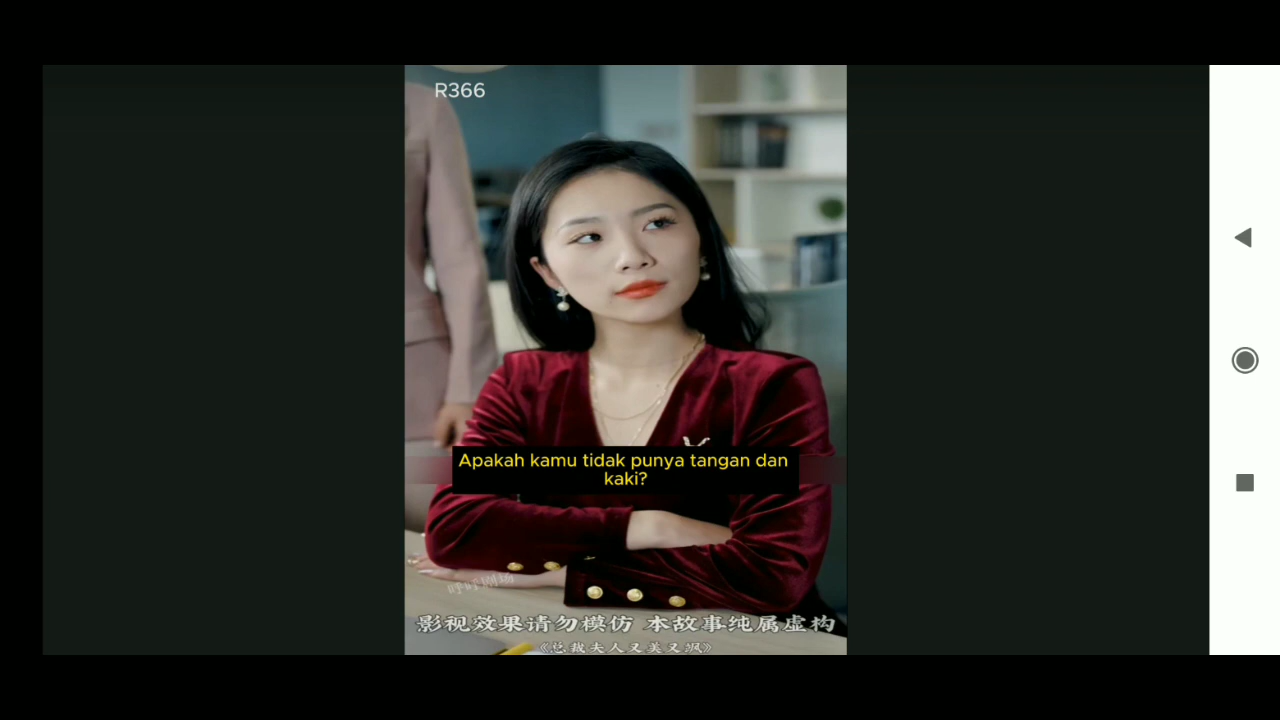 R366
Apakah kamu tidak punya tangan dan
kaki?
影视效果请勿模仿 本故事纯属虚构
《总裁夫人又美又飒》